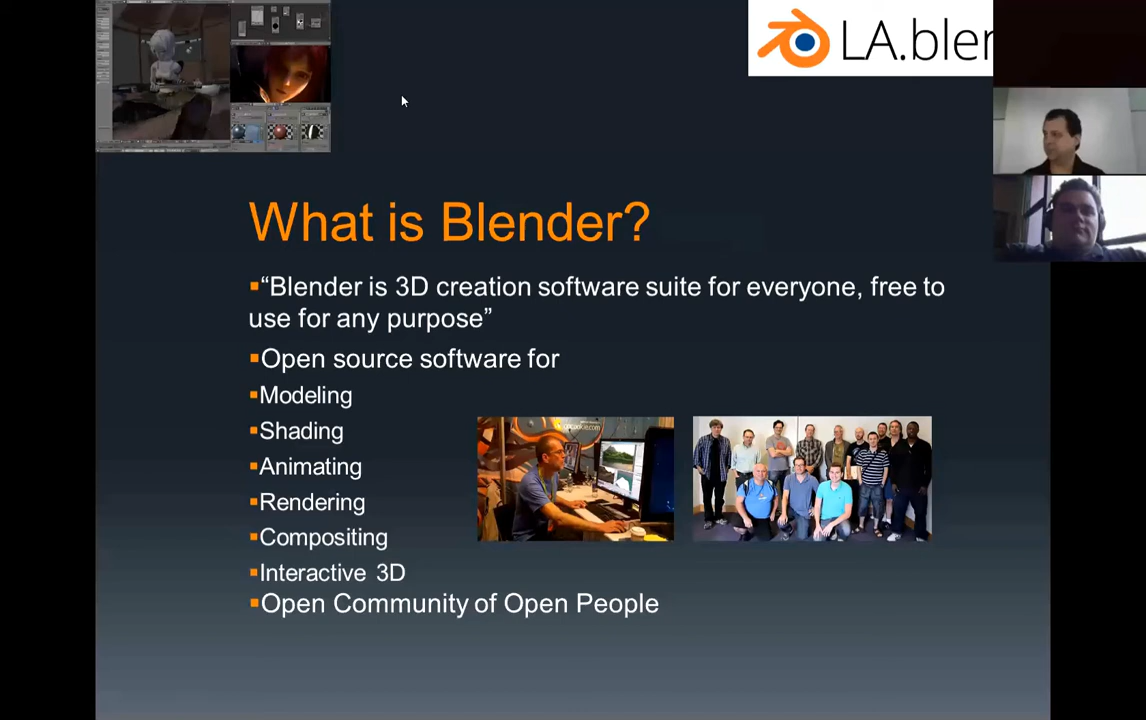 LA.blen
What is Blender?
▪“Blender is 3D creation software suite for everyone, free to
use for any purpose”
▪Open source software for
▪Modeling
▪Shading
▪Animating
▪Rendering
▪Compositing
▪Interactive 3D
▪Open Community of Open People